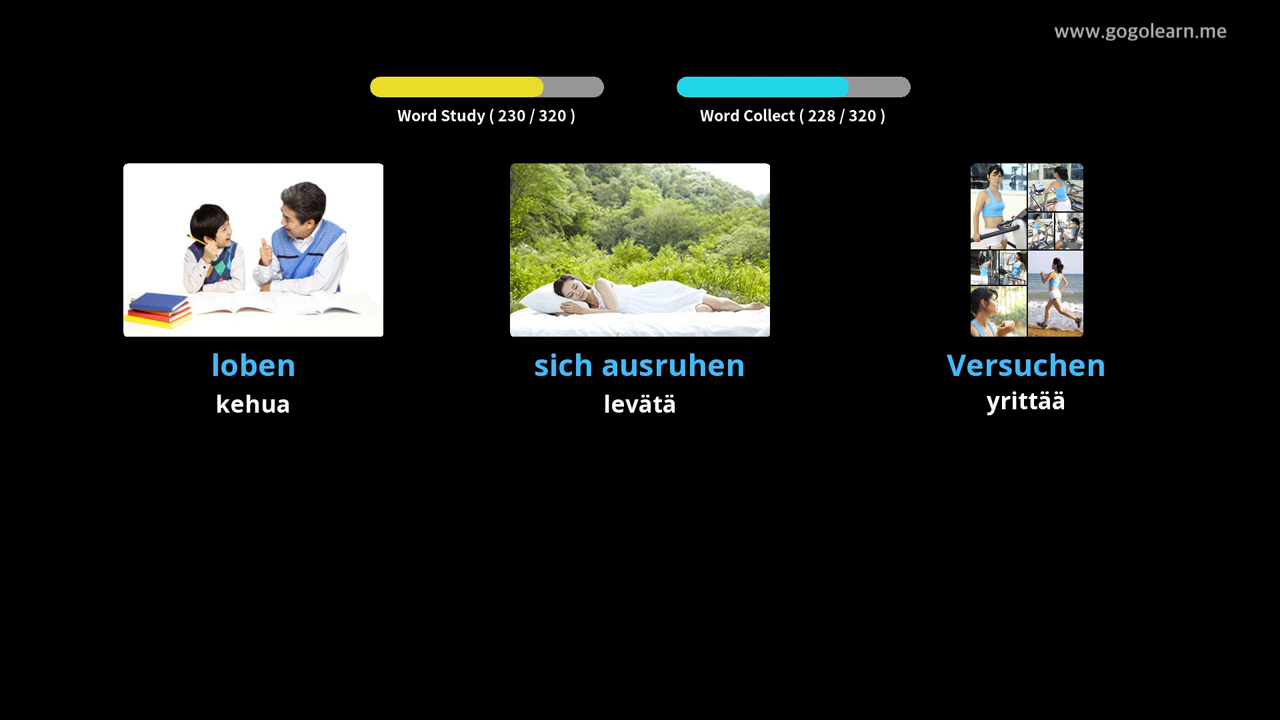 www.gogolearn.me
Word Study ( 230 / 320 )
Word Collect ( 228 / 320 )
loben
kehua
sich ausruhen
levätä
Versuchen
yrittää